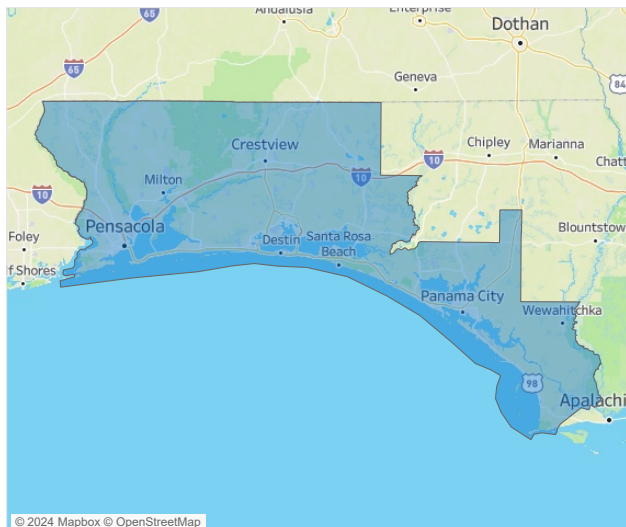 Andalusia
Enterprise
Dothan
65
65
Geneva
84
Crestview
Chipley
Marianna
Chatt
10
10
Milton
10
Pensacola
Foley
Blountstow
Destin
Santa Rosa
Beach
f Shores
Panama City
Wewahitchka
98
Apalachi
© 2024 Mapbox © OpenStreetMap